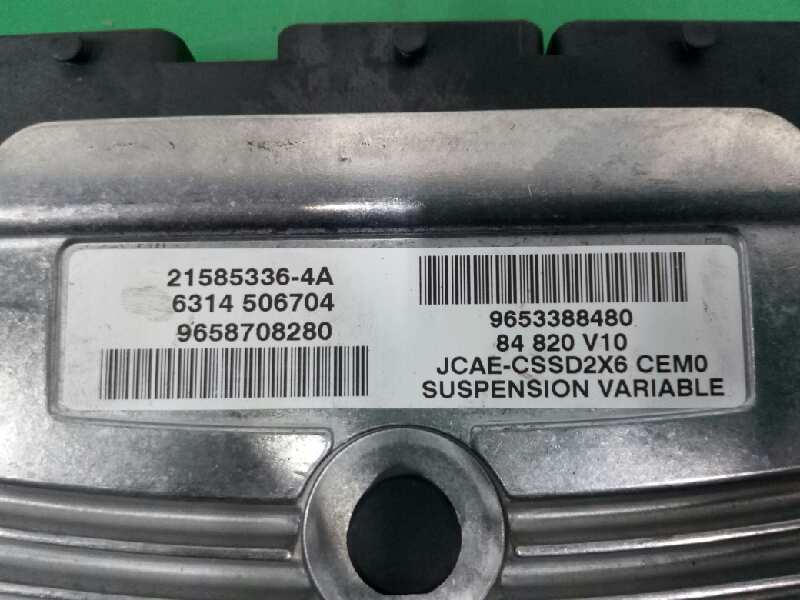 21585336-4A
6314 506704
9658708280
9653388480
84 820 V10
JCAE-CSSD2X6 CEM0
SUSPENSION VARIABLE